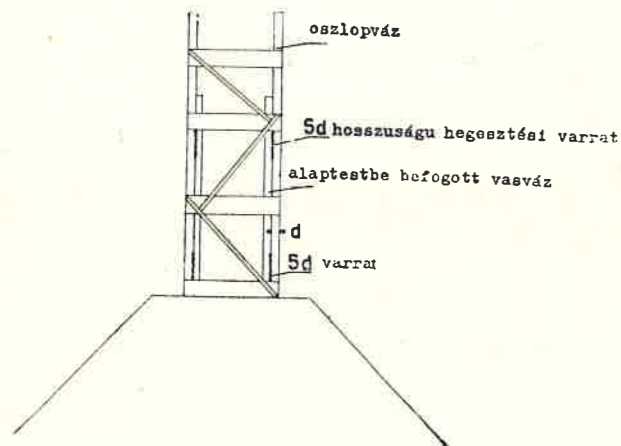 oszlopváz
5d hosszuságu hegesztési varrat
alaptestbe befogott vasváz
d
5d varrat